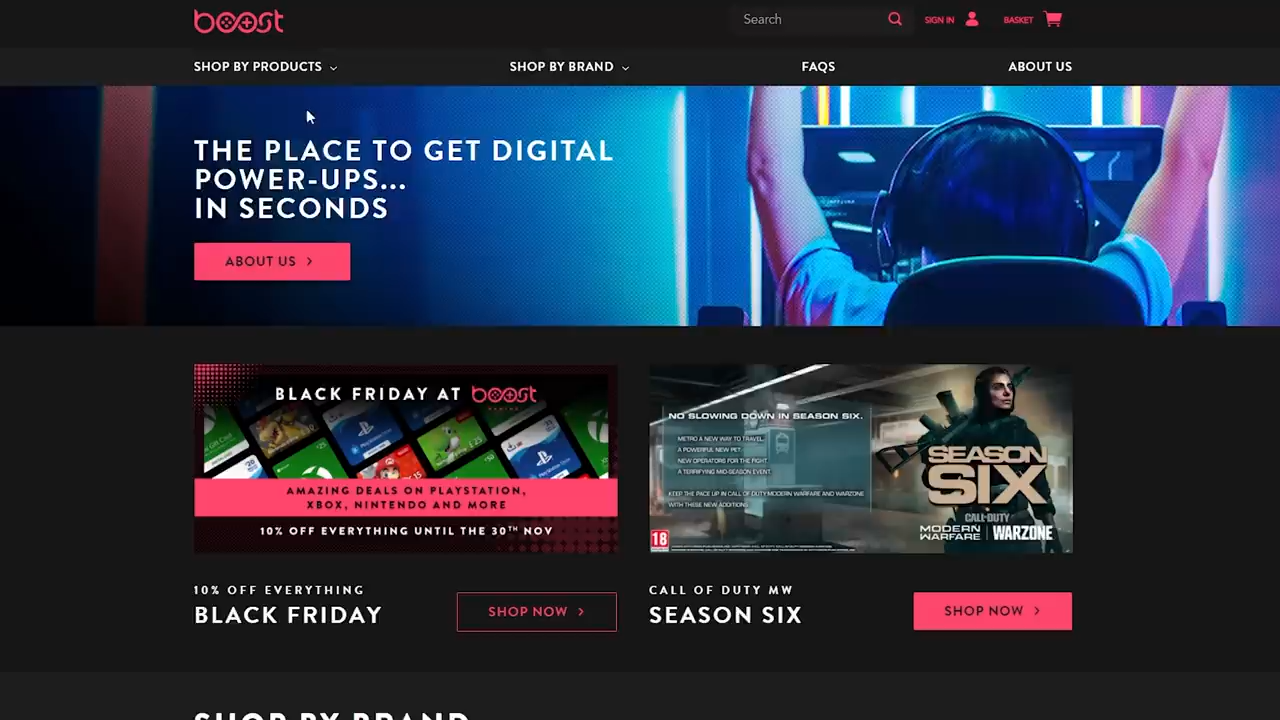 boost
Search
SIGN IN
BASKET
SHOP BY PRODUCTS
SHOP BY BRAND
FAQS
ABOUT US
THE PLACE TO GET DIGITAL
POWER-UPS...
IN SECONDS
ABOUT US
BLACK FRIDAY AT boost
AMAZING DEALS ON PLAYSTATION,
XBOX, NINTENDO AND MORE
10% OFF EVERYTHING UNTIL THE 30TH NOV
NO SLOWING DOWN IN SEASON SIX.
METRO A NEW WAY TO TRAVEL.
A POWERFUL NEW PET.
NEW OPERATORS FOR THE FIGHT.
A TERRIFYING MID-SEASON EVENT.
KEEP THE PACE UP IN CALL OF DUTY:MODERN WARFARE AND WARZONE
WITH THESE NEW ADDITIONS.
SEASON
SIX
CALL OF DUTY
MODERN
WARFARE
WARZONE
18
10% OFF EVERYTHING
BLACK FRIDAY
SHOP NOW
CALL OF DUTY MW
SEASON SIX
SHOP NOW
SHOP BY BRAND